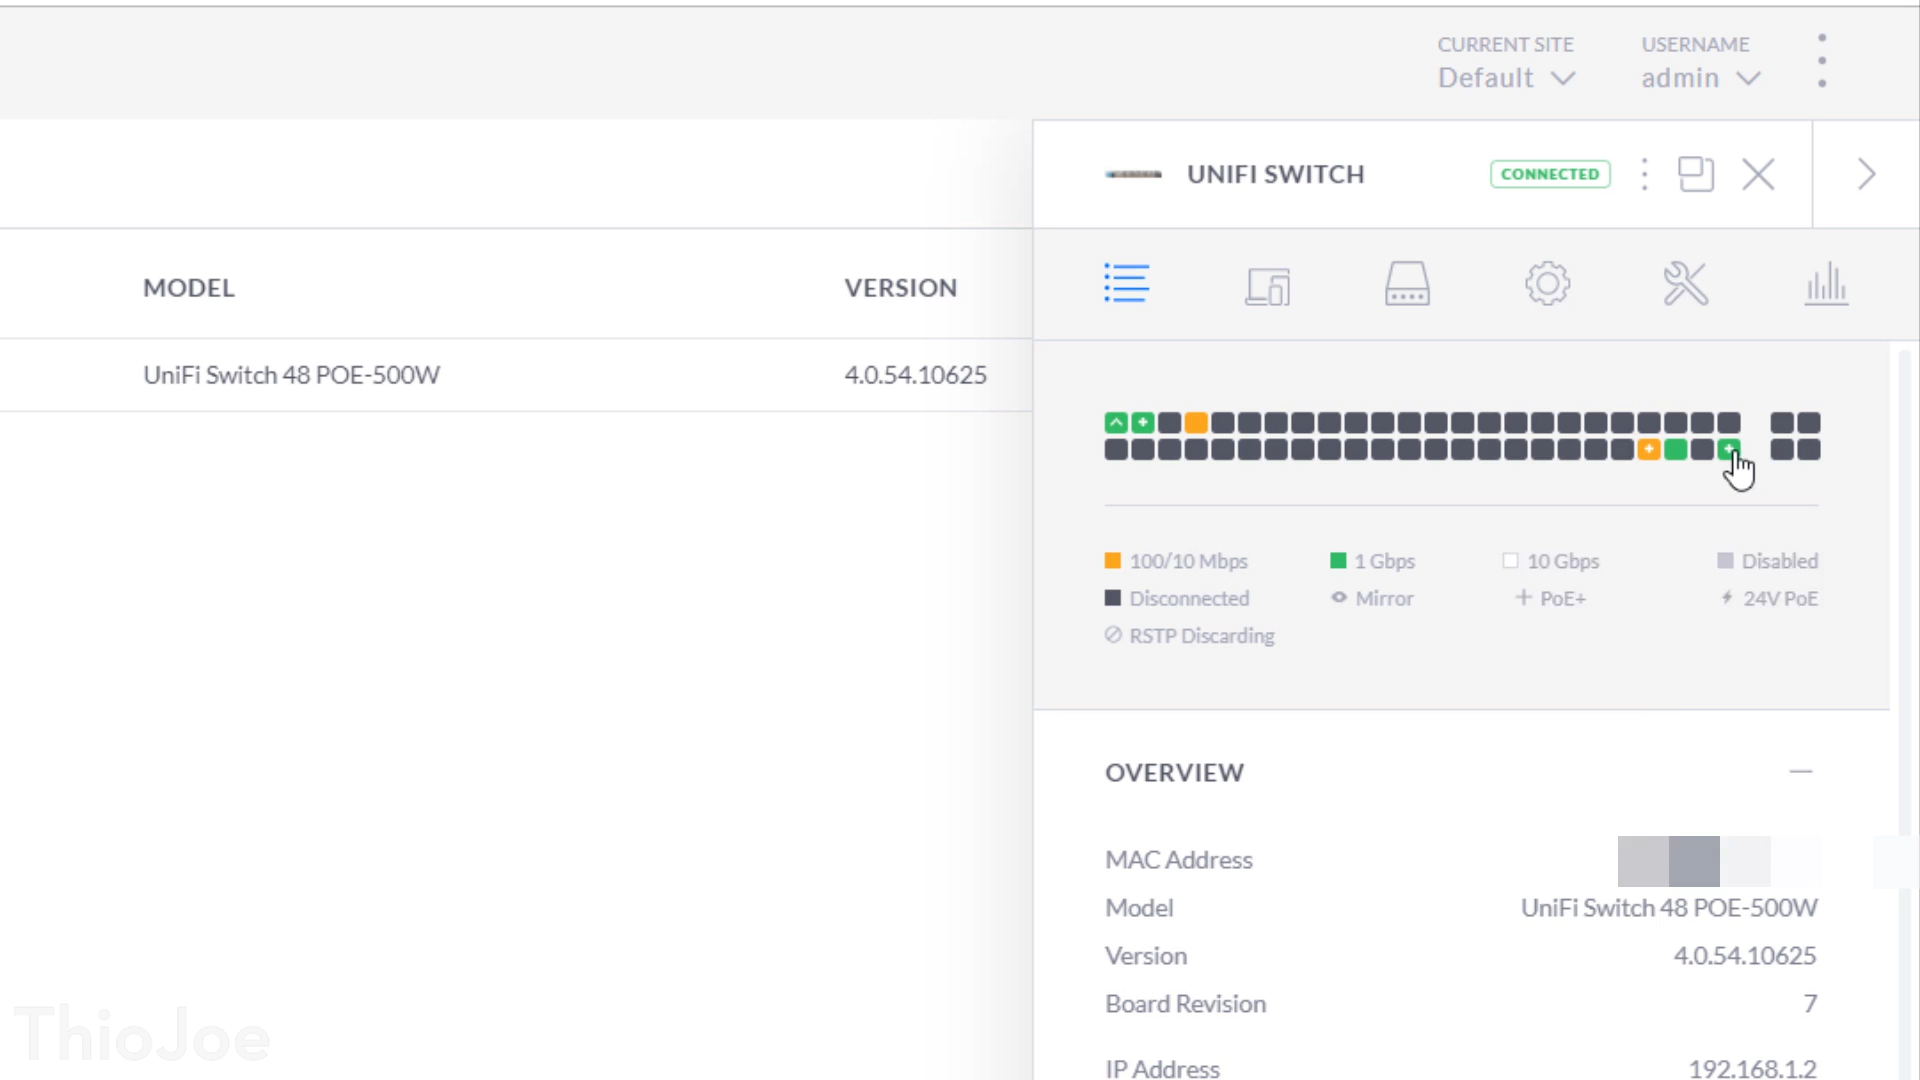 CURRENT SITE
Default
USERNAME
admin
UNIFI SWITCH
CONNECTED
MODEL
VERSION
UniFi Switch 48 POE-500W
4.0.54.10625
100/10 Mbps
1 Gbps
10 Gbps
Disabled
Disconnected
Mirror
PoE+
24V PoE
RSTP Discarding
OVERVIEW
MAC Address
Model
UniFi Switch 48 POE-500W
Version
4.0.54.10625
Board Revision
7
IP Address
192.168.1.2
ThioJoe